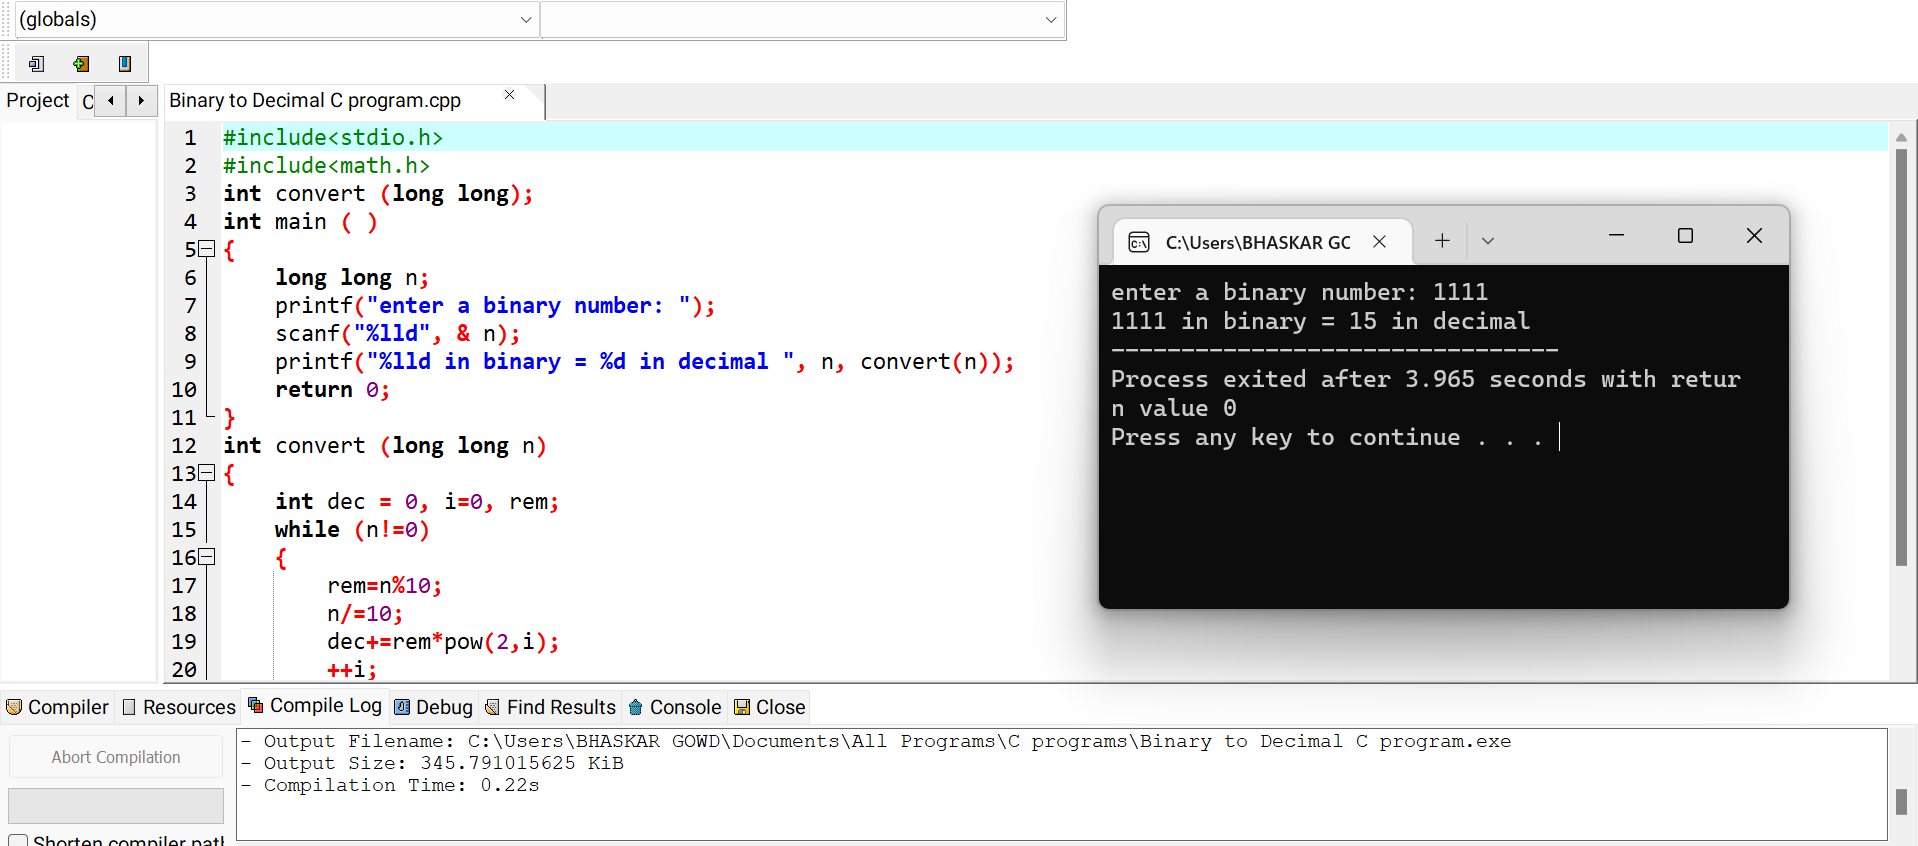 (globals)
Project C
Binary to Decimal C program.cpp
1 #include<stdio.h>
2 #include<math.h>
3 int convert (long long);
4 int main ( )
5 {
6 long long n;
7 printf("enter a binary number: ");
8 scanf("%lld", & n);
9 printf("%lld in binary = %d in decimal ", n, convert(n));
10 return 0;
11 }
12 int convert (long long n)
13 {
14 int dec = 0, i=0, rem;
15 while (n!=0)
16 {
17 rem=n%10;
18 n/=10;
19 dec+=rem*pow(2,i);
20 ++i;
C:\Users\BHASKAR GO
enter a binary number: 1111
1111 in binary = 15 in decimal
--------------------------------
Process exited after 3.965 seconds with retur
n value 0
Press any key to continue . . .
Compiler Resources Compile Log Debug Find Results Console Close
Abort Compilation
Shorten compiler path
- Output Filename: C:\Users\BHASKAR GOWD\Documents\All Programs\C programs\Binary to Decimal C program.exe
- Output Size: 345.791015625 KiB
- Compilation Time: 0.22s